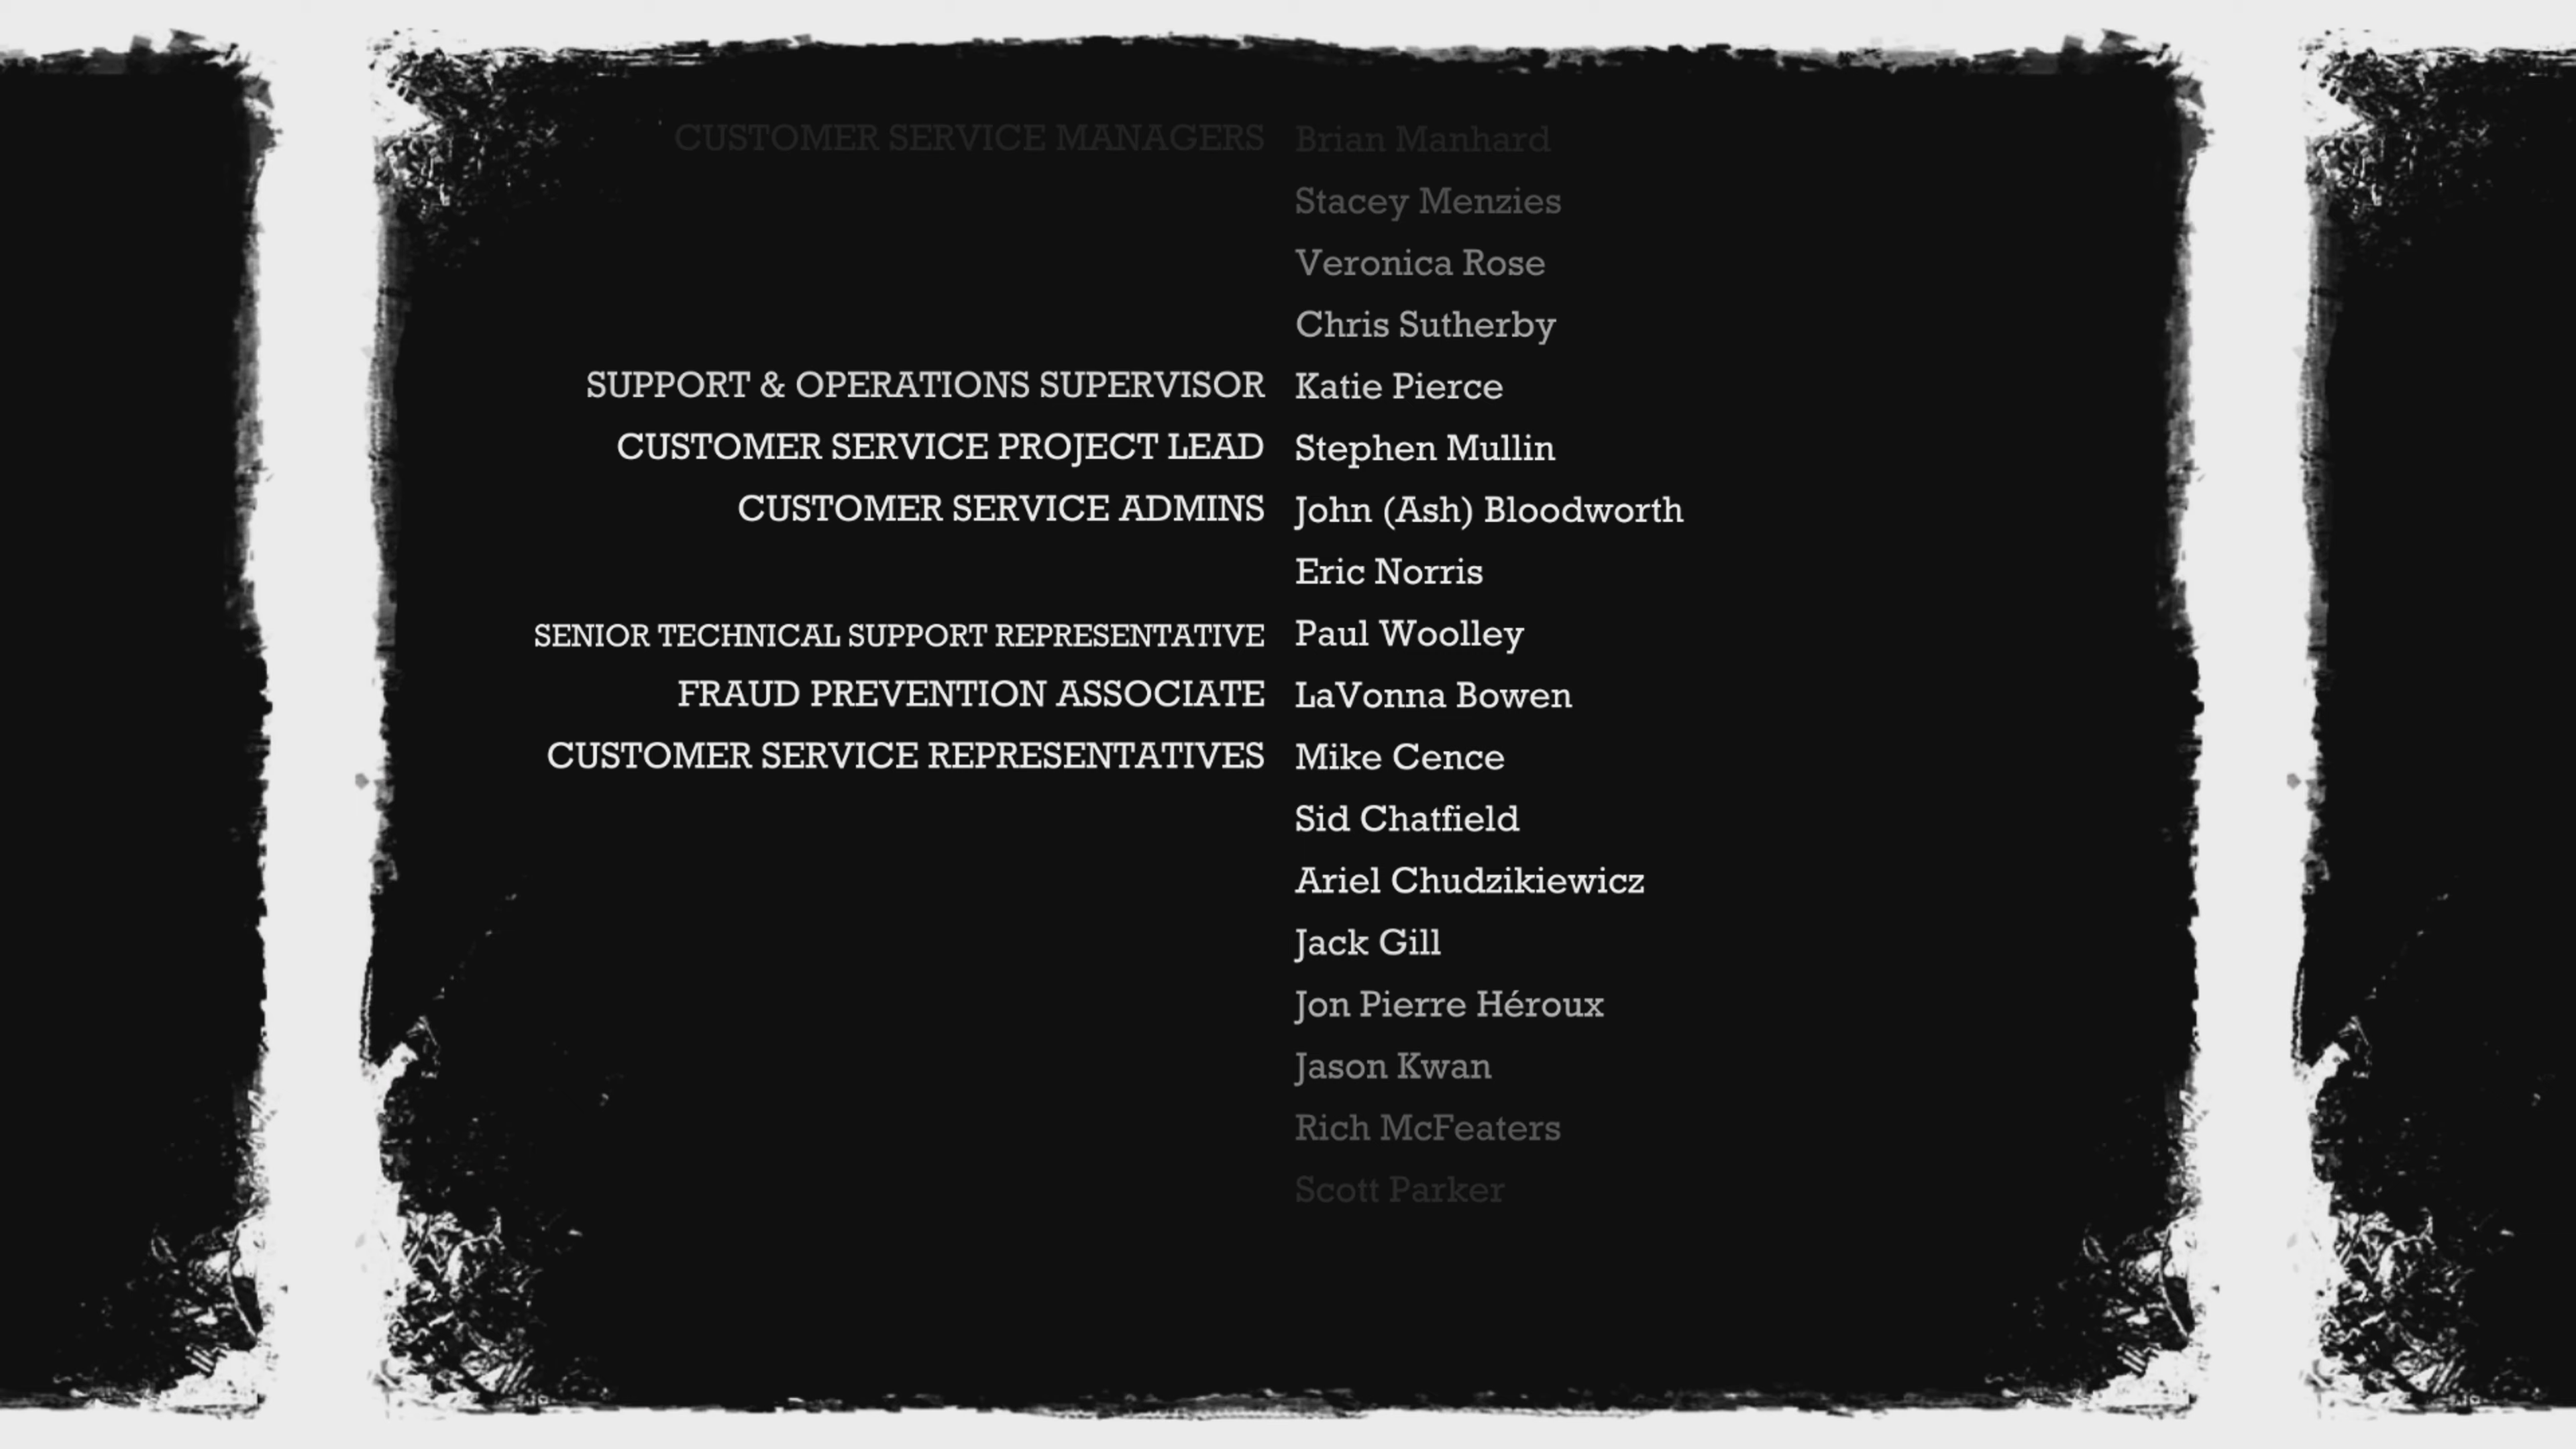 CUSTOMER SERVICE MANAGERS Brian Manhard
Stacey Menzies
Veronica Rose
Chris Sutherby
SUPPORT & OPERATIONS SUPERVISOR Katie Pierce
CUSTOMER SERVICE PROJECT LEAD Stephen Mullin
CUSTOMER SERVICE ADMINS John (Ash) Bloodworth
Eric Norris
SENIOR TECHNICAL SUPPORT REPRESENTATIVE Paul Woolley
FRAUD PREVENTION ASSOCIATE LaVonna Bowen
CUSTOMER SERVICE REPRESENTATIVES Mike Cence
Sid Chatfield
Ariel Chudzikiewicz
Jack Gill
Jon Pierre Héroux
Jason Kwan
Rich McFeaters
Scott Parker